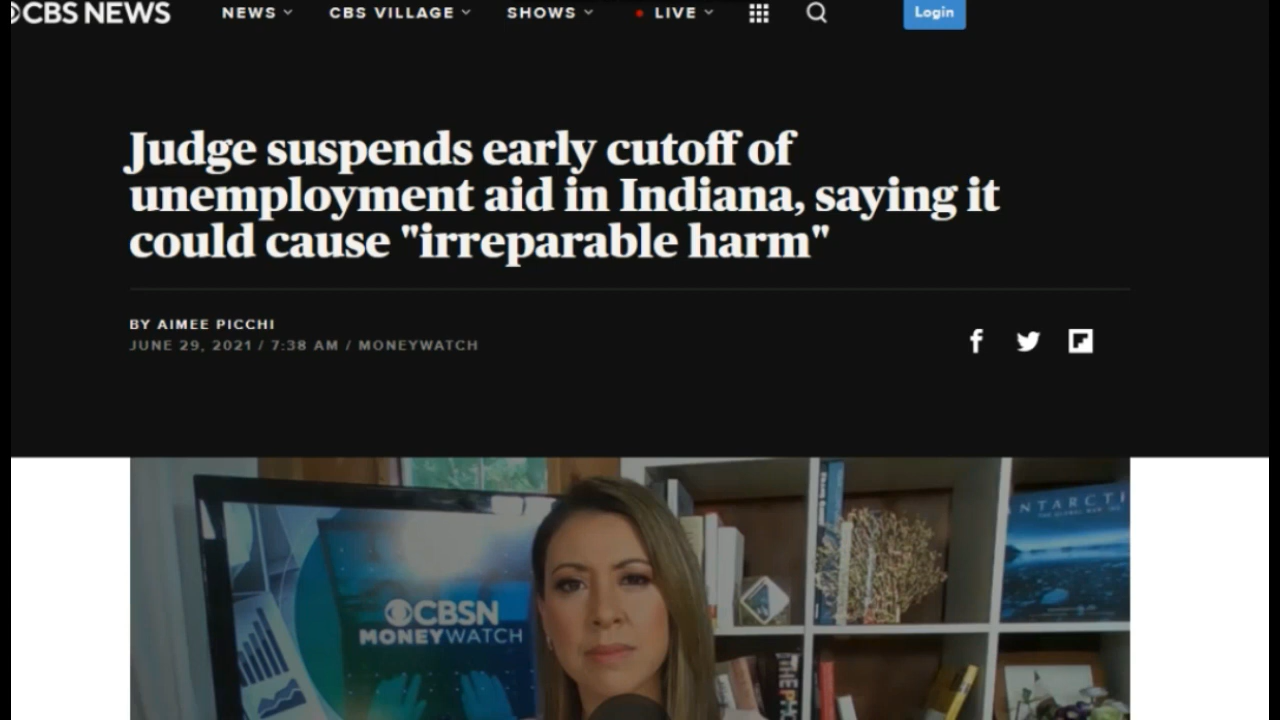 CBS NEWS
NEWS
CBS VILLAGE
SHOWS
LIVE
Login
Judge suspends early cutoff of
unemployment aid in Indiana, saying it
could cause "irreparable harm"
BY AIMEE PICCHI
JUNE 29, 2021 / 7:38 AM / MONEYWATCH
CBSN
MONEYWATCH
NTARCTI